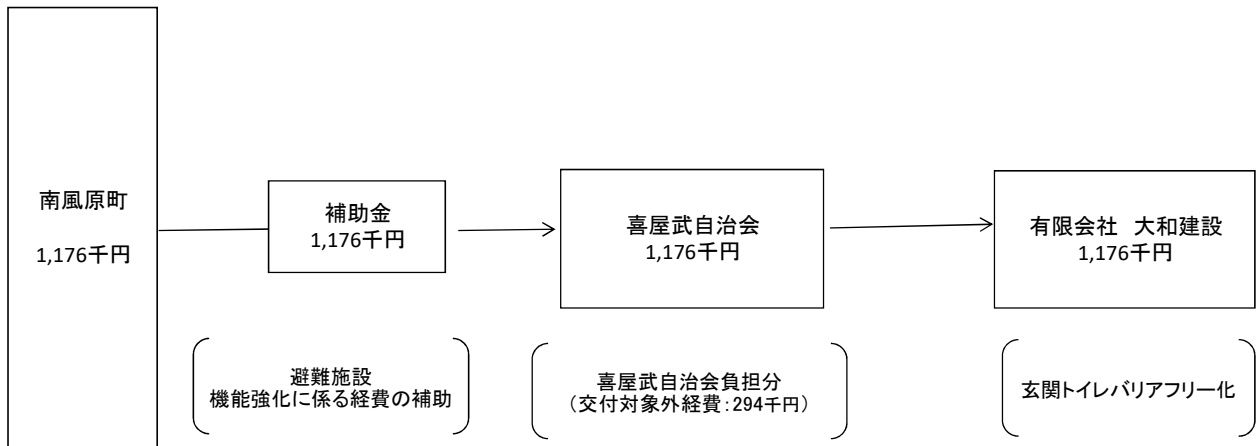 南風原町
1,176千円
補助金
1,176千円
喜屋武自治会
1,176千円
有限会社　大和建設
1,176千円
避難施設
機能強化に係る経費の補助
喜屋武自治会負担分
（交付対象外経費：294千円）
玄関トイレバリアフリー化